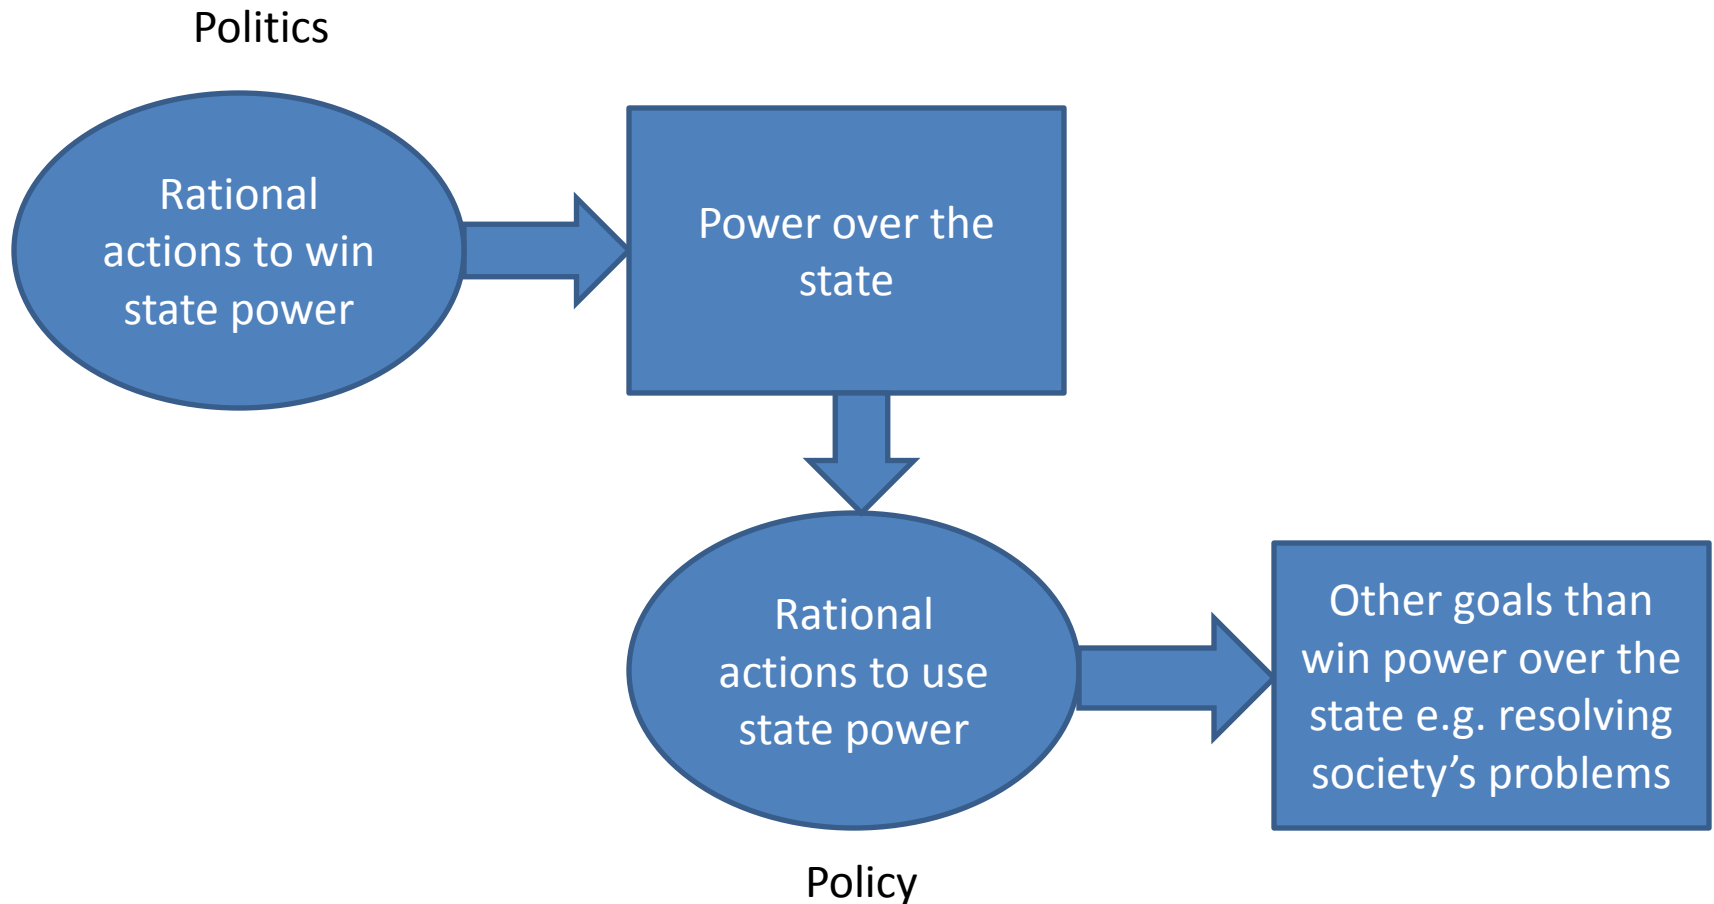 Politics
Rational
actions to win
state power
Power over the
state
Rational
actions to use
state power
Other goals than
win power over the
state e.g. resolving
society’s problems
Policy